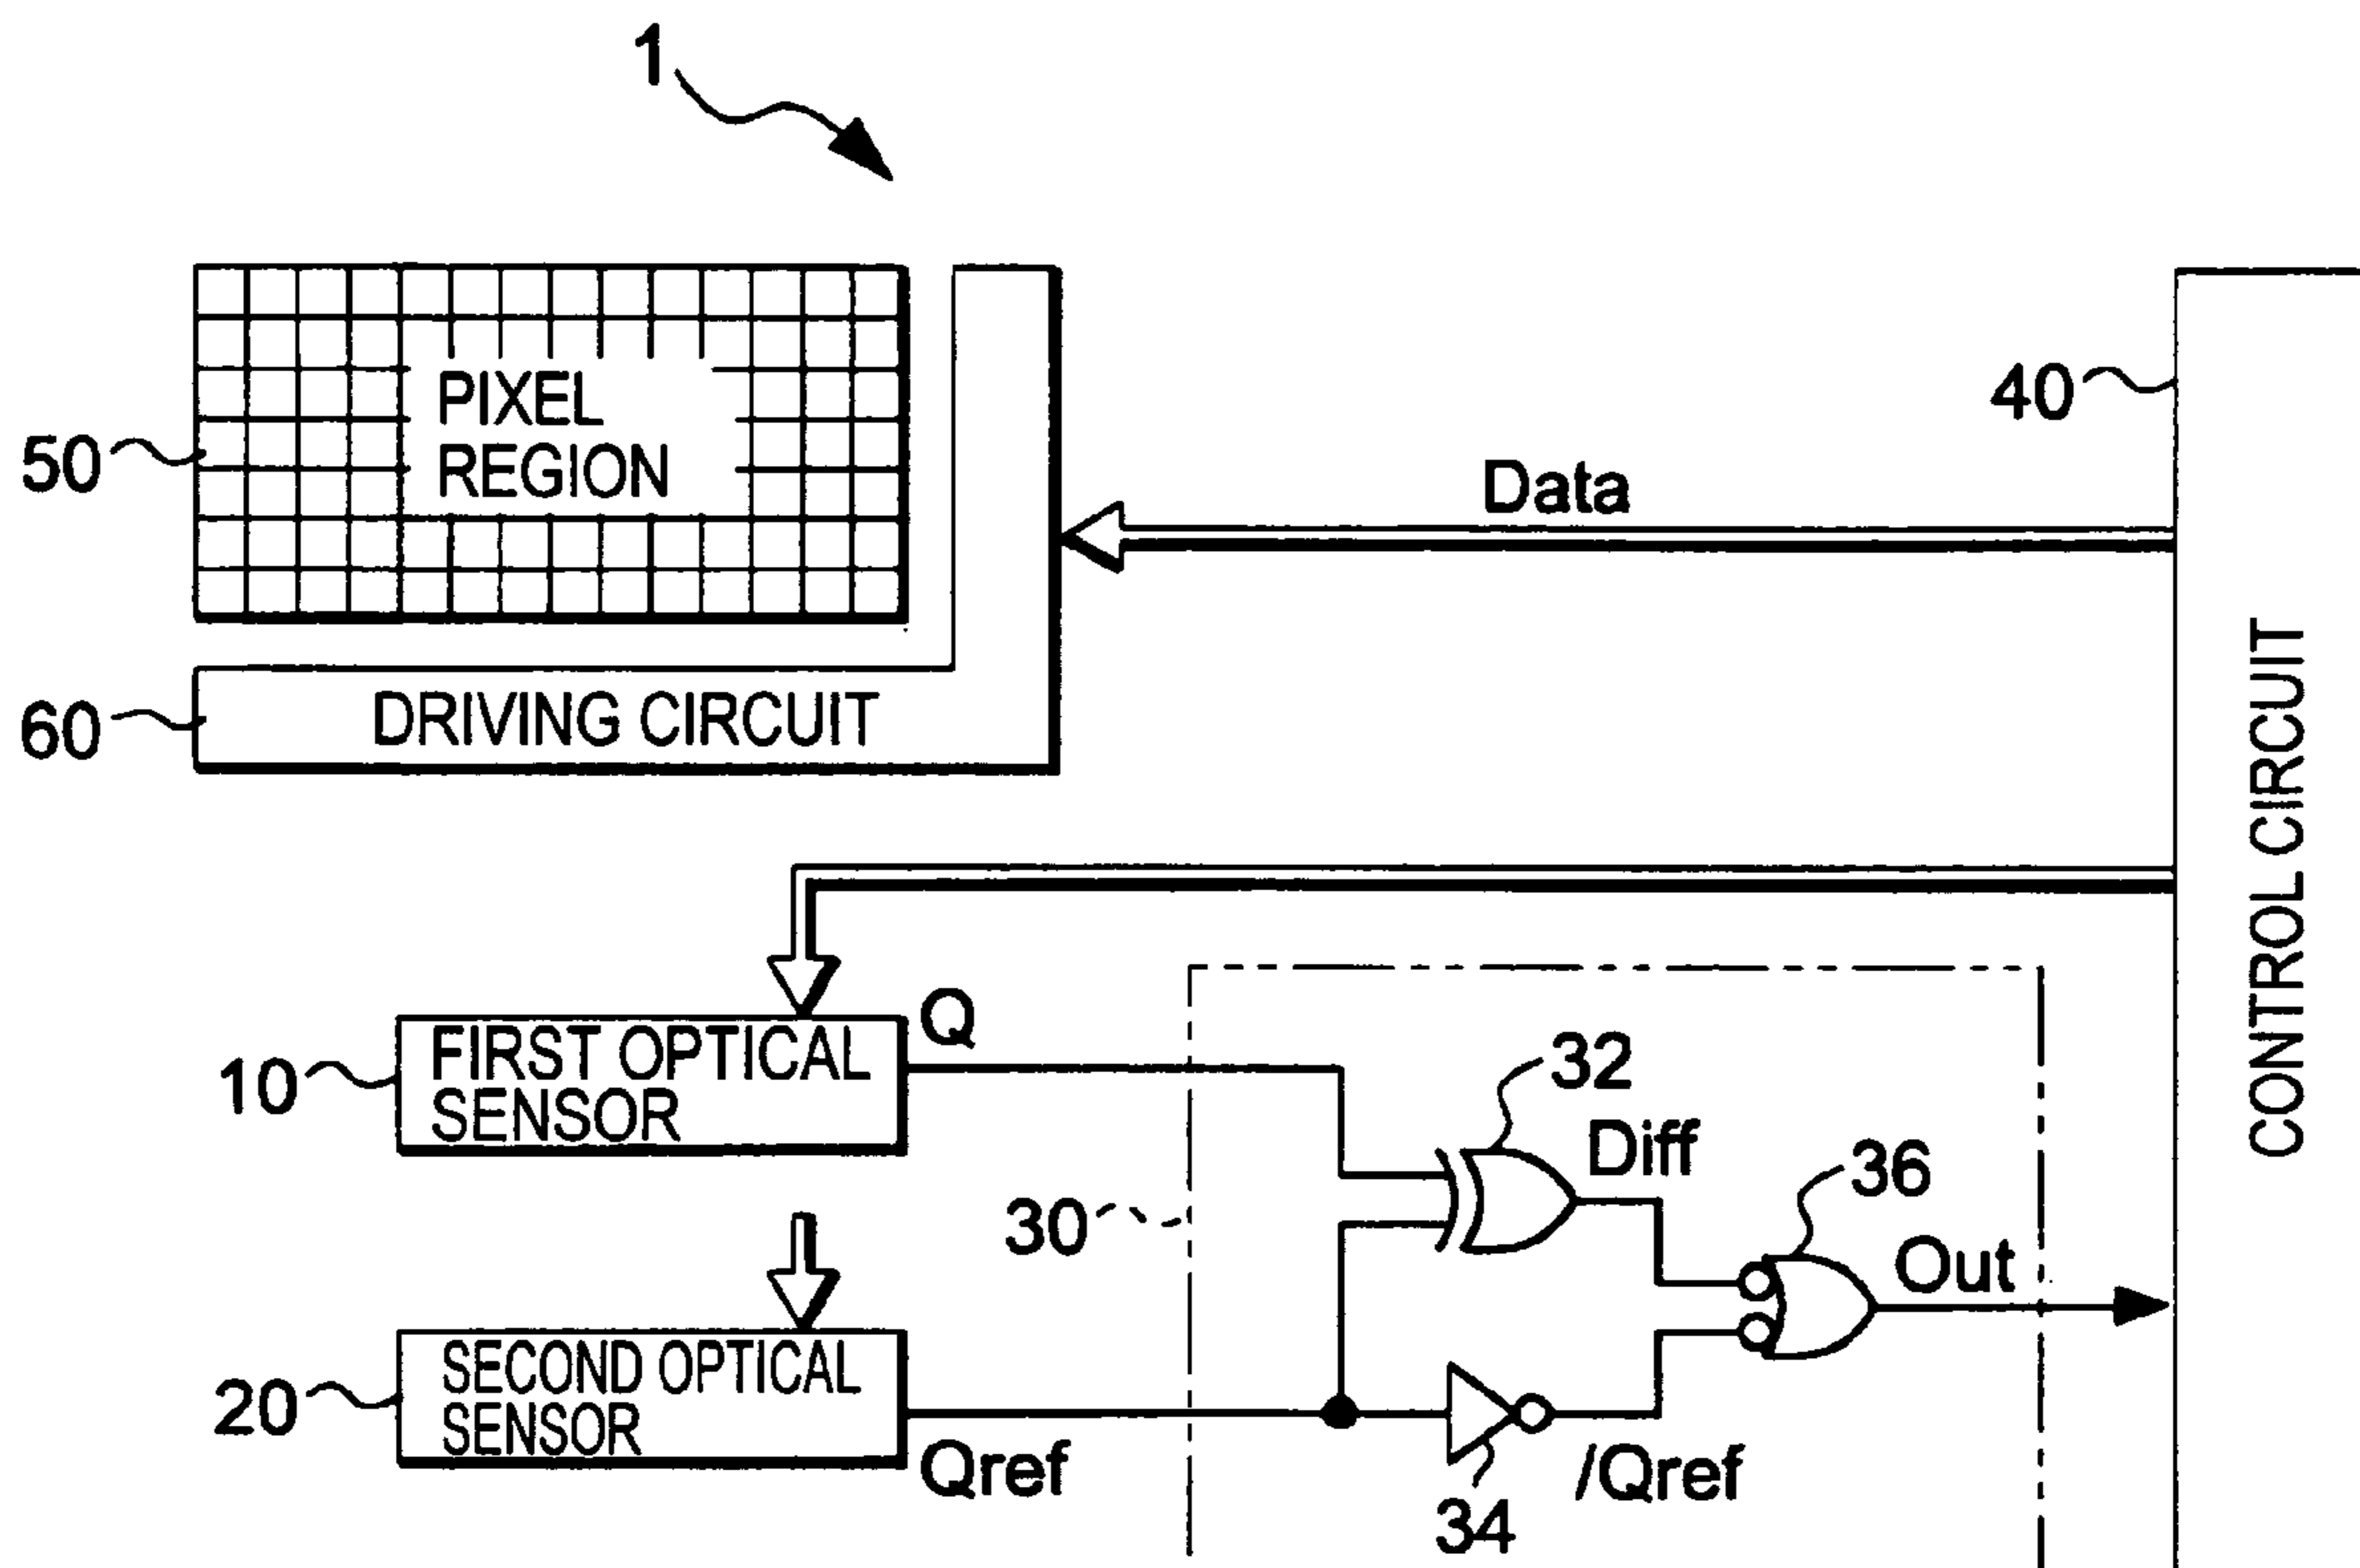 1
PIXEL
REGION
50
40
Data
60
DRIVING CIRCUIT
CONTROL CIRCUIT
Q
10
FIRST OPTICAL
SENSOR
32
Diff
36
30
Out
20
SECOND OPTICAL
SENSOR
Qref
/Qref
34